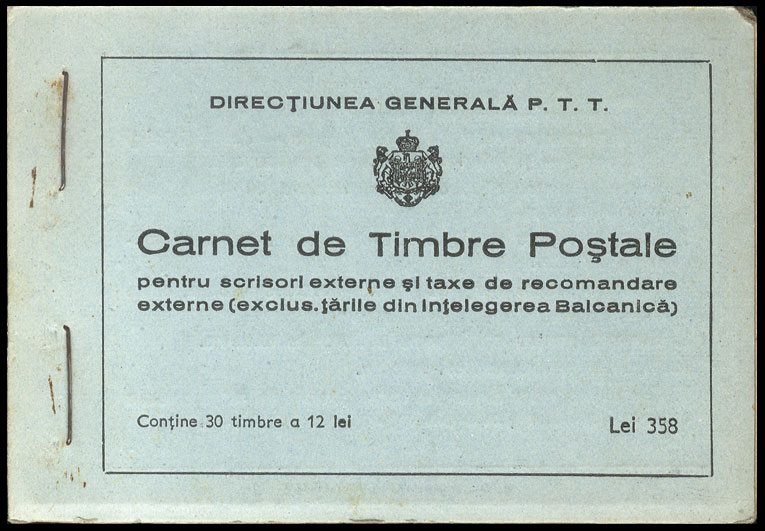 DIRECŢIUNEA GENERALĂ P. T. T.
Carnet de Timbre Poştale
pentru scrisori externe şi taxe de recomandare
externe (exclus. ţările din Inţelegerea Balcanică)
Conţine 30 timbre a 12 lei
Lei 358